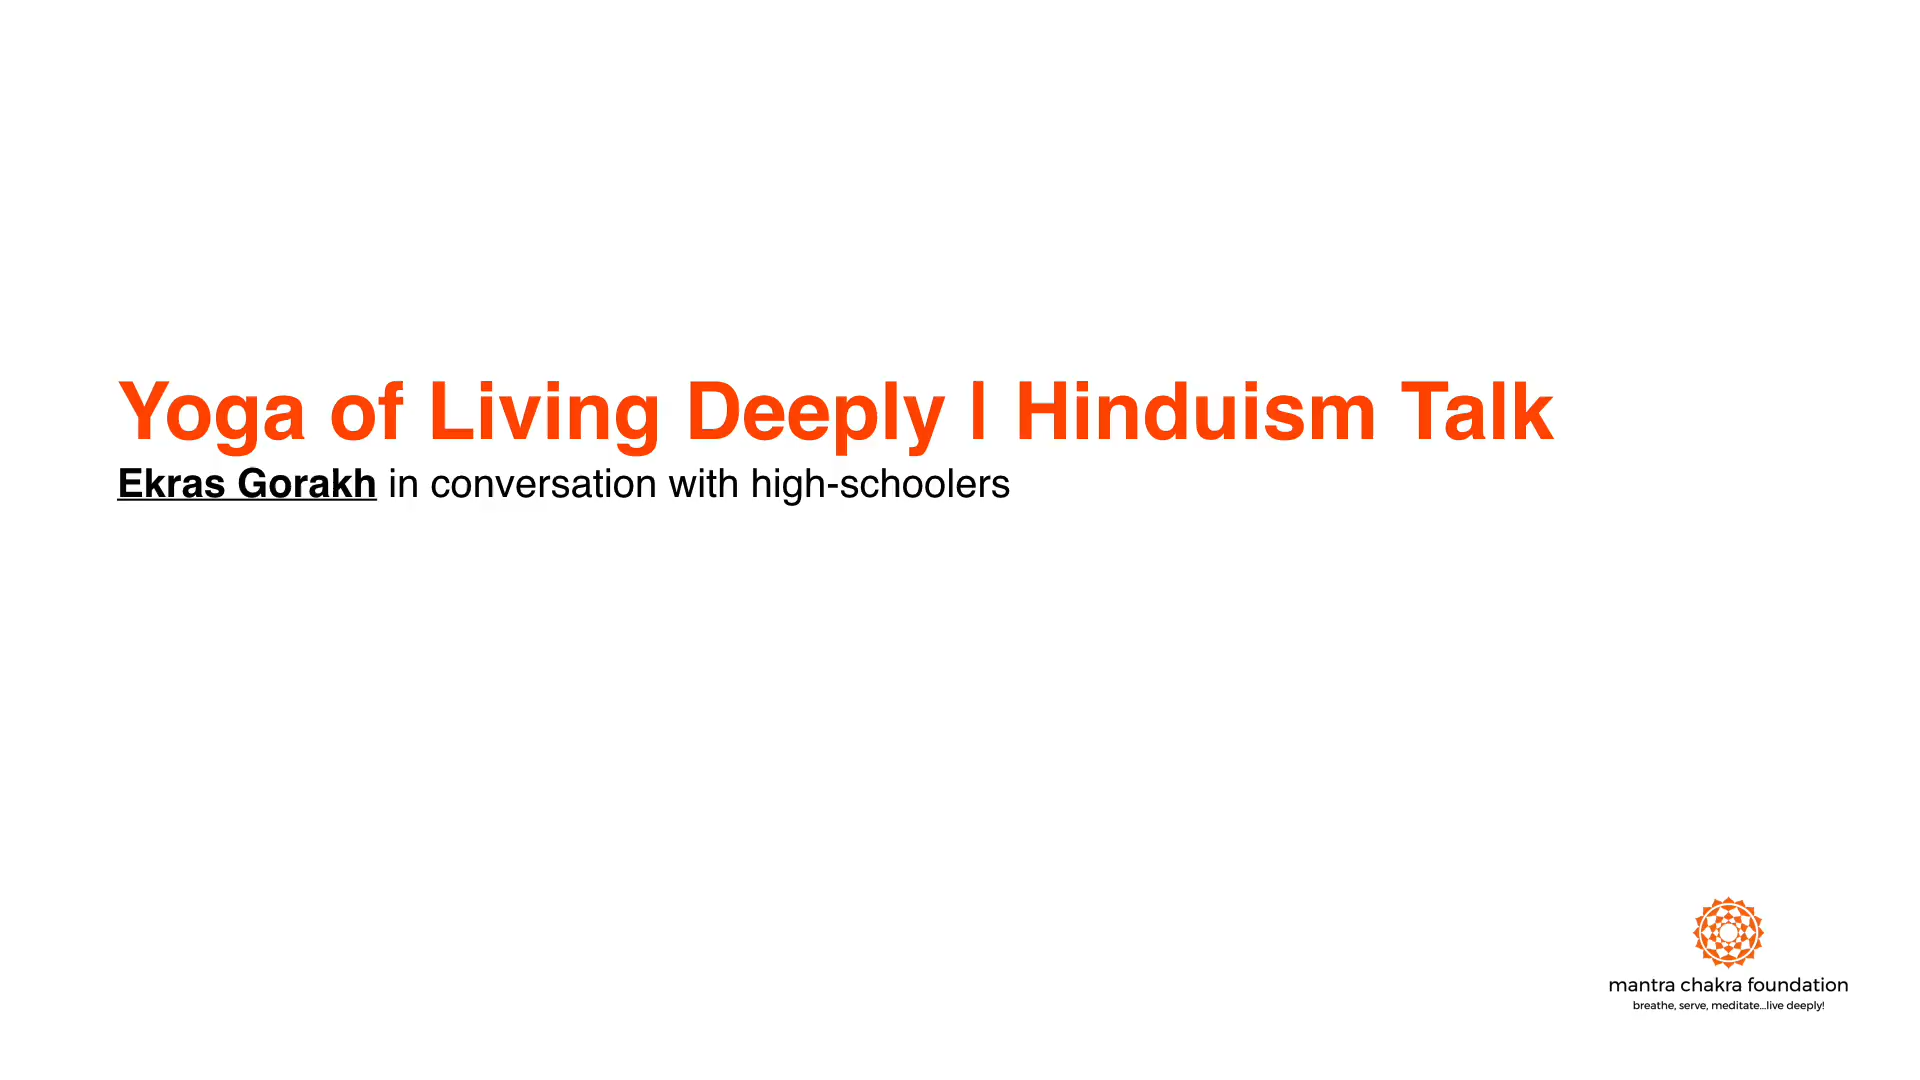 Yoga of Living Deeply | Hinduism Talk
Ekras Gorakh in conversation with high-schoolers
mantra chakra foundation
breathe, serve, meditate...live deeply!